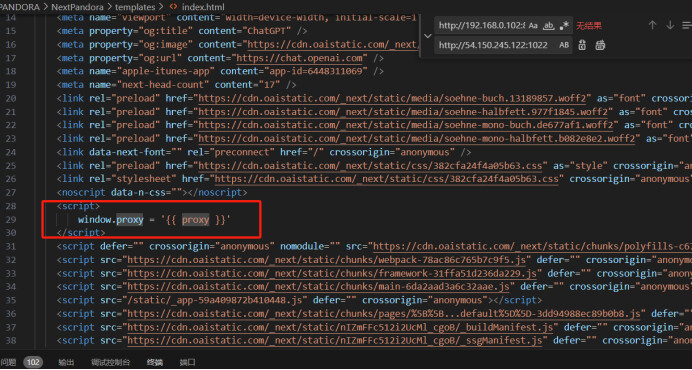 PANDORA > NextPandora > templates > index.html
14 <meta name="viewport" content="width=device-width, initial-scale=1
15 <meta property="og:title" content="ChatGPT" />
16 <meta property="og:image" content="https://cdn.oaistatic.com/_next/
17 <meta property="og:url" content="https://chat.openai.com" />
18 <meta name="apple-itunes-app" content="app-id=6448311069" />
19 <meta name="next-head-count" content="17" />
20 <link rel="preload" href="https://cdn.oaistatic.com/_next/static/media/soehne-buch.13189857.woff2" as="font" crossori
21 <link rel="preload" href="https://cdn.oaistatic.com/_next/static/media/soehne-halbfett.977f1845.woff2" as="font" cros
22 <link rel="preload" href="https://cdn.oaistatic.com/_next/static/media/soehne-mono-buch.de677af1.woff2" as="font" cro
23 <link rel="preload" href="https://cdn.oaistatic.com/_next/static/media/soehne-mono-halbfett.b082e8e2.woff2" as="font"
24 <link data-next-font="" rel="preconnect" href="/" crossorigin="anonymous" />
25 <link rel="preload" href="https://cdn.oaistatic.com/_next/static/css/382cfa24f4a05b63.css" as="style" crossorigin="an
26 <link rel="stylesheet" href="https://cdn.oaistatic.com/_next/static/css/382cfa24f4a05b63.css" crossorigin="anonymous"
27 <noscript data-n-css=""></noscript>
28 <script>
29 window.proxy = '{{ proxy }}'
30 </script>
31 <script defer="" crossorigin="anonymous" nomodule="" src="https://cdn.oaistatic.com/_next/static/chunks/polyfills-c67
32 <script src="https://cdn.oaistatic.com/_next/static/chunks/webpack-78ac86c765b7c9f5.js" defer="" crossorigin="anonymo
33 <script src="https://cdn.oaistatic.com/_next/static/chunks/framework-31ffa51d236da229.js" defer="" crossorigin="anony
34 <script src="https://cdn.oaistatic.com/_next/static/chunks/main-6da2aad3a6c32aae.js" defer="" crossorigin="anonymous"
35 <script src="/static/_app-59a409872b410448.js" defer="" crossorigin="anonymous"></script>
36 <script src="https://cdn.oaistatic.com/_next/static/chunks/pages/%5B%5B...default%5D%5D-3dd94988ec89b0b8.js" defer=""
37 <script src="https://cdn.oaistatic.com/_next/static/nIZmFFc512i2UcMl_cgoB/_buildManifest.js" defer="" crossorigin="an
38 <script src="https://cdn.oaistatic.com/_next/static/nIZmFFc512i2UcMl_cgoB/_ssgManifest.js" defer="" crossorigin="anon
http://192.168.0.102:8 Aa ab .* 无结果
http://54.150.245.122:1022 AB
问题 102 输出 调试控制台 终端 端口